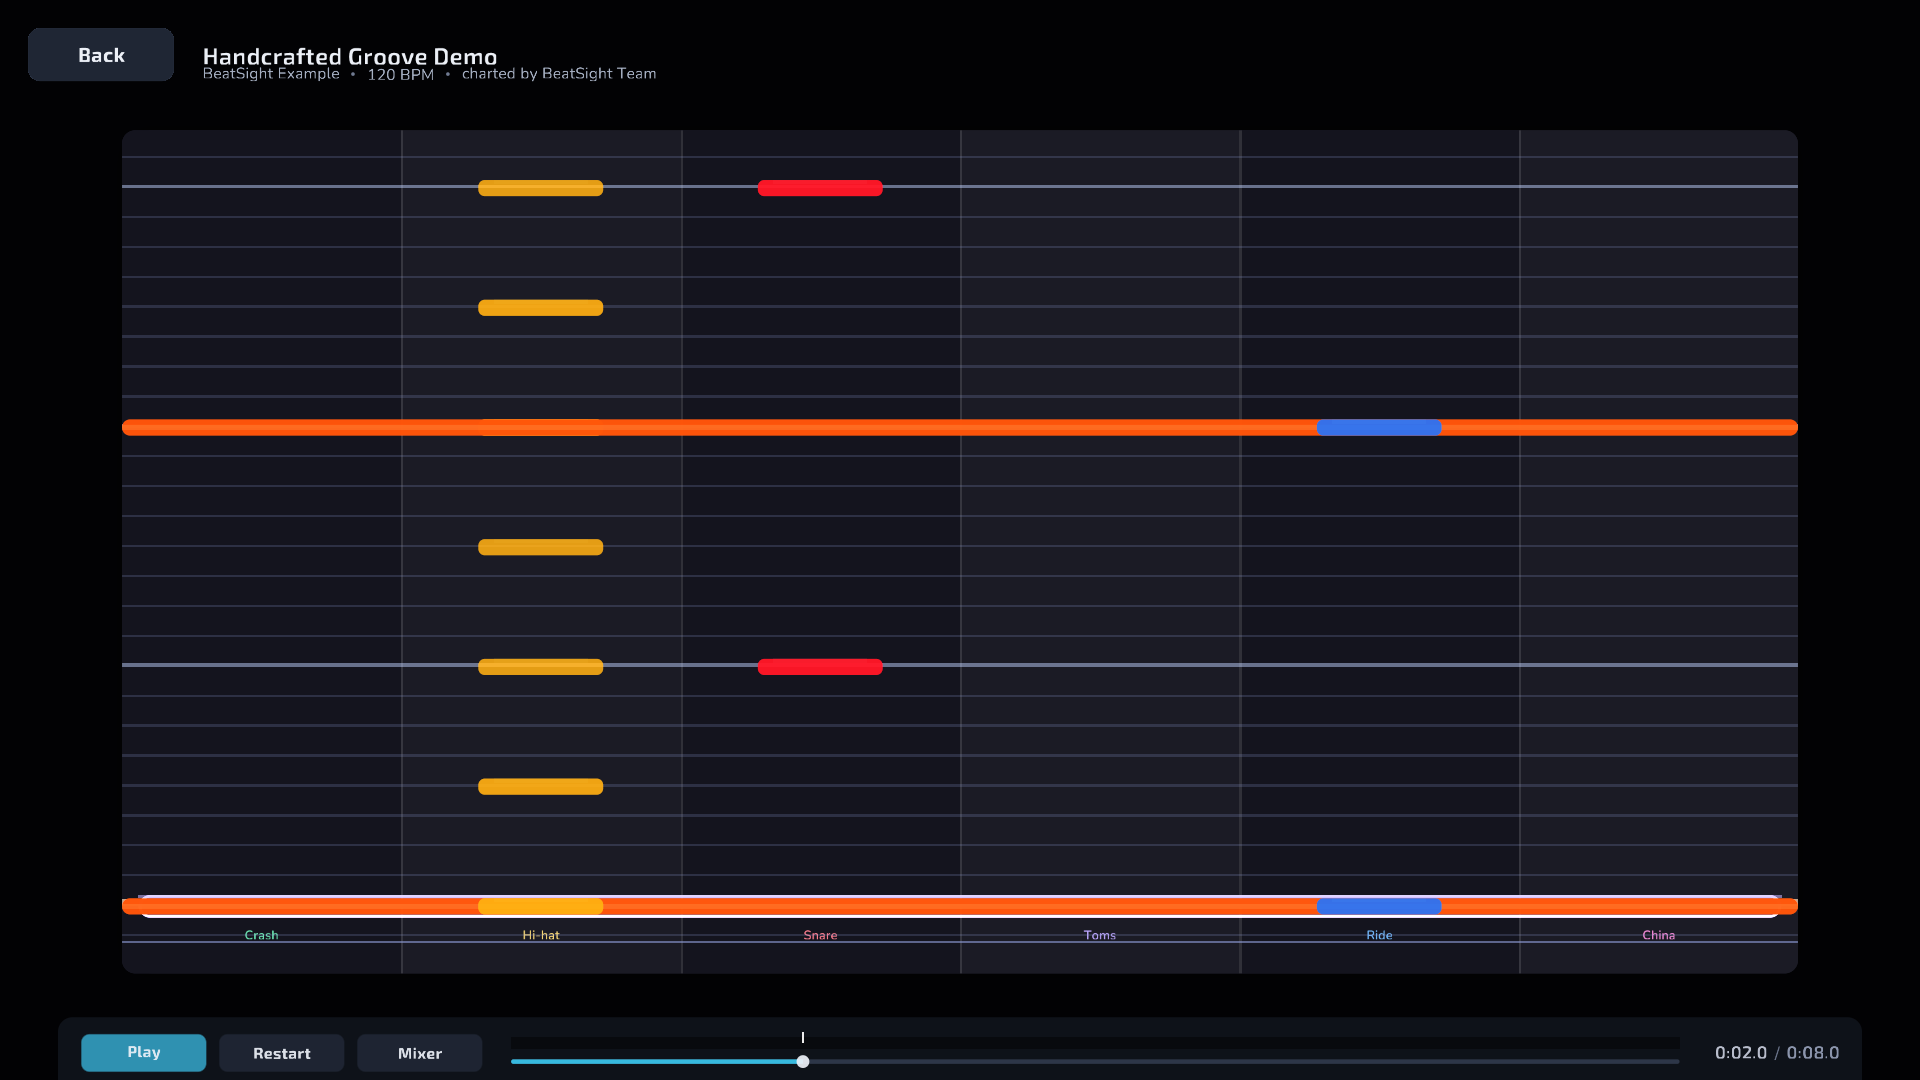 Back
Handcrafted Groove Demo
BeatSight Example • 120 BPM • charted by BeatSight Team
Crash Hi-hat Snare Toms Ride China
Play Restart Mixer 0:02.0 / 0:08.0